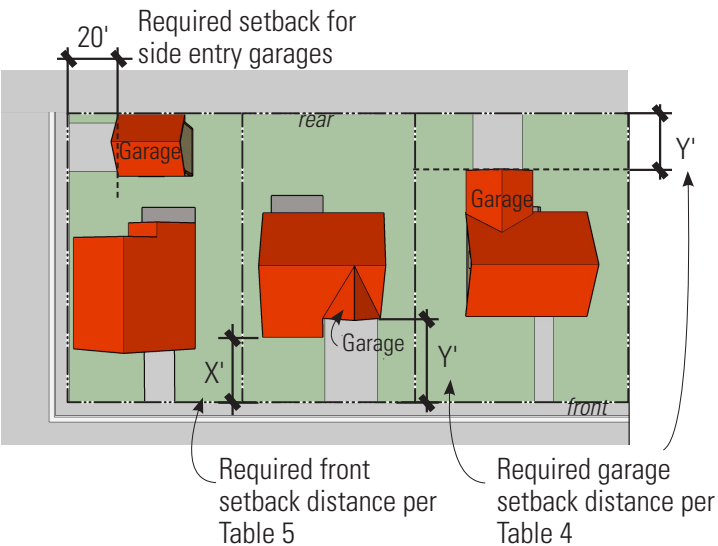 20'
Required setback for
side entry garages
rear
Garage
Y'
Garage
Garage
X'
Y'
front
Required front
setback distance per
Table 5
Required garage
setback distance per
Table 4